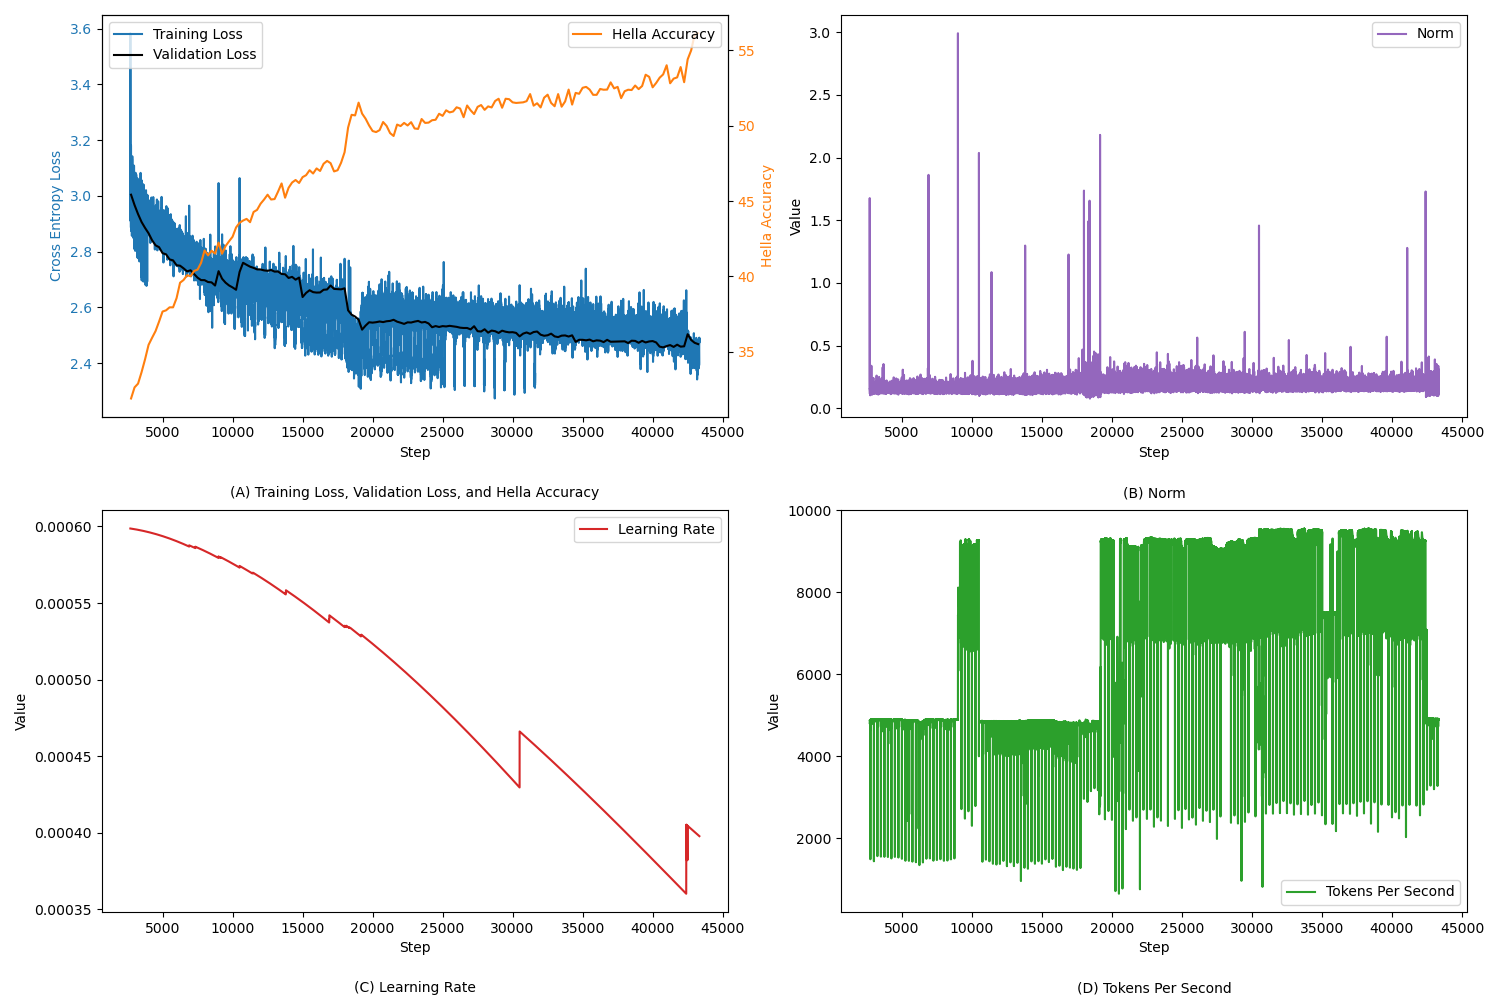 Training Loss
Validation Loss
Hella Accuracy
3.6
3.4
3.2
3.0
2.8
2.6
2.4
Cross Entropy Loss
55
50
45
40
35
Hella Accuracy
5000 10000 15000 20000 25000 30000 35000 40000 45000
Step
(A) Training Loss, Validation Loss, and Hella Accuracy
Norm
3.0
2.5
2.0
1.5
1.0
0.5
0.0
Value
5000 10000 15000 20000 25000 30000 35000 40000 45000
Step
(B) Norm
Learning Rate
0.00060
0.00055
0.00050
0.00045
0.00040
0.00035
Value
5000 10000 15000 20000 25000 30000 35000 40000 45000
Step
(C) Learning Rate
10000
8000
6000
4000
2000
Value
Tokens Per Second
5000 10000 15000 20000 25000 30000 35000 40000 45000
Step
(D) Tokens Per Second